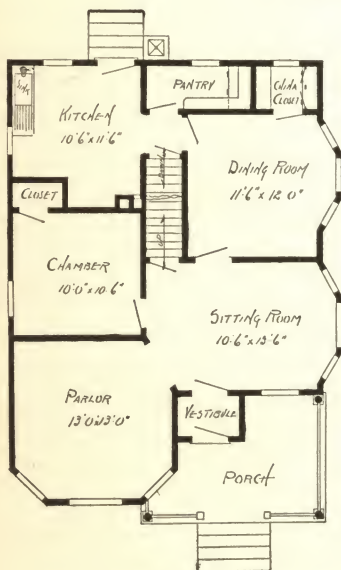 SINK
KITCHEN
10'6"x11'6"
PANTRY
CHINA
CLOSET
DINING ROOM
11'6"x12'0"
CLOSET
DOWN
UP
CHAMBER
10'0"x10'6"
SITTING ROOM
10'6"x13'6"
PARLOR
13'0"x13'0"
VESTIBULE
PORCH